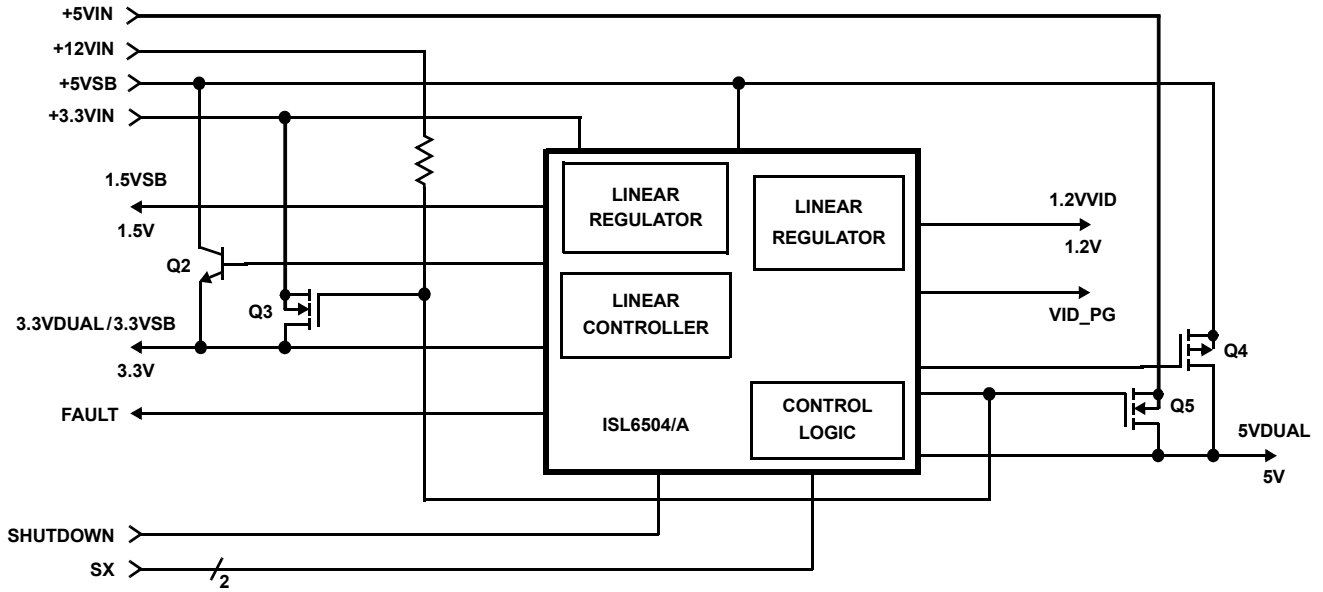 +5VIN
+12VIN
+5VSB
+3.3VIN
1.5VSB
1.5V
Q2
Q3
3.3VDUAL/3.3VSB
3.3V
FAULT
SHUTDOWN
SX
2
LINEAR
REGULATOR
LINEAR
CONTROLLER
ISL6504/A
LINEAR
REGULATOR
CONTROL
LOGIC
1.2VVID
1.2V
VID_PG
Q4
Q5
5VDUAL
5V